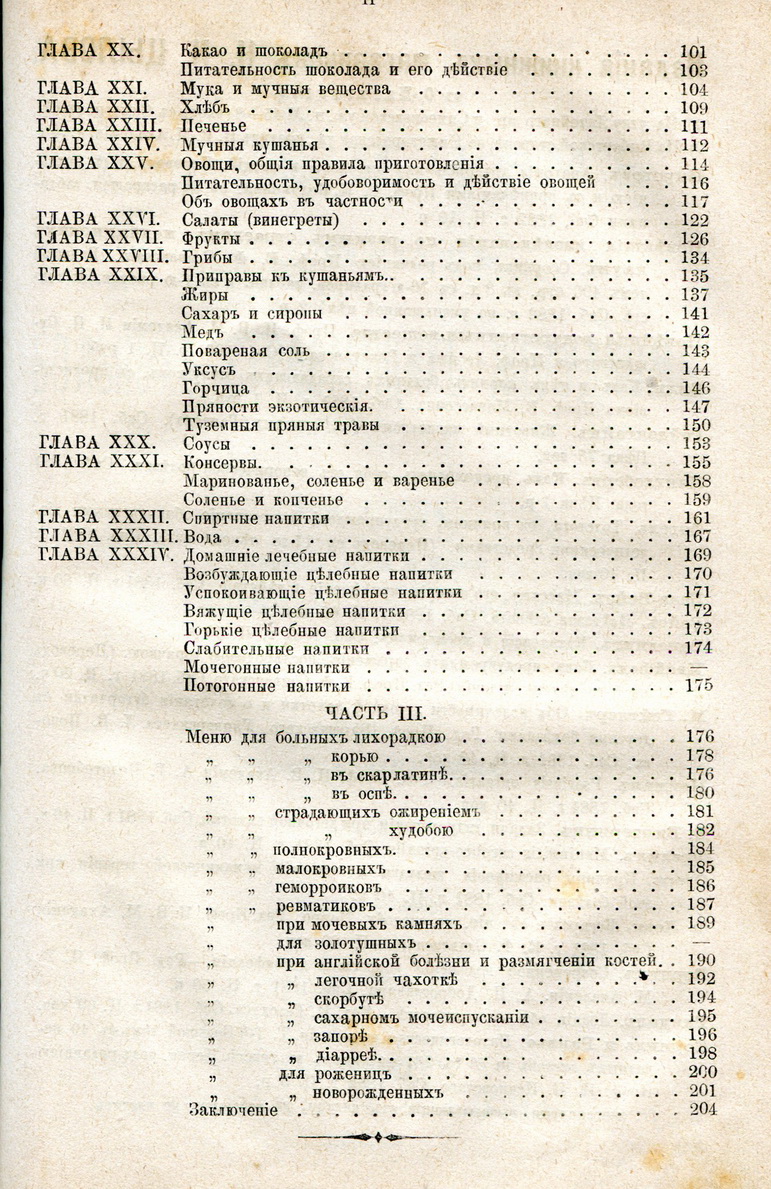 II
ГЛАВА XX. Какао и шоколадъ . . . . . . . . . . . . . . . . . 101
Питательность шоколада и его дѣйствіе . . . . . . . 103
ГЛАВА XXI. Мука и мучныя вещества . . . . . . . . . . . . . 104
ГЛАВА XXII. Хлѣбъ . . . . . . . . . . . . . . . . . . . . 109
ГЛАВА XXIII. Печенье . . . . . . . . . . . . . . . . . . . . 111
ГЛАВА XXIV. Мучныя кушанья . . . . . . . . . . . . . . . . . 112
ГЛАВА XXV. Овощи, общія правила приготовленія . . . . . . . . . 114
Питательность, удобоворимость и дѣйствіе овощей . . . 116
Объ овощахъ въ частности . . . . . . . . . . . . . 117
ГЛАВА XXVI. Салаты (винегреты) . . . . . . . . . . . . . . . . 122
ГЛАВА XXVII. Фрукты . . . . . . . . . . . . . . . . . . . . . 126
ГЛАВА XXVIII. Грибы . . . . . . . . . . . . . . . . . . . . . 134
ГЛАВА XXIX. Приправы къ кушаньямъ. . . . . . . . . . . . . . . 135
Жиры . . . . . . . . . . . . . . . . . . . . . 137
Сахаръ и сиропы . . . . . . . . . . . . . . . . . 141
Медъ . . . . . . . . . . . . . . . . . . . . . 142
Повареная соль . . . . . . . . . . . . . . . . . . 143
Уксусъ . . . . . . . . . . . . . . . . . . . . . 144
Горчица . . . . . . . . . . . . . . . . . . . . 146
Пряности экзотическія. . . . . . . . . . . . . . . 147
Туземныя пряныя травы . . . . . . . . . . . . . . 150
ГЛАВА XXX. Соусы . . . . . . . . . . . . . . . . . . . . . 153
ГЛАВА XXXI. Консервы. . . . . . . . . . . . . . . . . . . . 155
Маринованье, соленье и варенье . . . . . . . . . . 158
Соленье и копченье . . . . . . . . . . . . . . . . 159
ГЛАВА XXXII. Спиртные напитки . . . . . . . . . . . . . . . . 161
ГЛАВА XXXIII. Вода . . . . . . . . . . . . . . . . . . . . . . 167
ГЛАВА XXXIV. Домашніе лечебные напитки . . . . . . . . . . . . . 169
Возбуждающіе цѣлебные напитки . . . . . . . . . . 170
Успокоивающіе цѣлебные напитки . . . . . . . . . . 171
Вяжущіе цѣлебные напитки . . . . . . . . . . . . . 172
Горькіе цѣлебные напитки . . . . . . . . . . . . . 173
Слабительные напитки . . . . . . . . . . . . . . . 174
Мочегонные напитки . . . . . . . . . . . . . . . . —
Потогонные напитки . . . . . . . . . . . . . . . . 175
ЧАСТЬ III.
Меню для больныхъ лихорадкою . . . . . . . . . . . 176
„ „ „ корью . . . . . . . . . . . . . . . 178
„ „ „ въ скарлатинѣ. . . . . . . . . . . . 176
„ „ „ въ оспѣ. . . . . . . . . . . . . . . 180
„ „ страдающихъ ожиреніемъ . . . . . . . . . . 181
„ „ „ худобою . . . . . . . . . . 182
„ „ полнокровныхъ. . . . . . . . . . . . . . 184
„ „ малокровныхъ . . . . . . . . . . . . . . 185
„ „ геморроиковъ . . . . . . . . . . . . . . 186
„ „ ревматиковъ . . . . . . . . . . . . . . . 187
„ при мочевыхъ камняхъ . . . . . . . . . . 189
„ для золотушныхъ . . . . . . . . . . . . . —
„ при англійской болѣзни и размягченіи костей. . 190
„ „ легочной чахоткѣ . . . . . . . . . . 192
„ „ скорбутѣ . . . . . . . . . . . . . 194
„ „ сахарномъ мочеиспусканіи . . . . . . . 195
„ „ запорѣ . . . . . . . . . . . . . . 196
„ „ діарреѣ. . . . . . . . . . . . . . . 198
„ для роженицъ . . . . . . . . . . . . . . 200
„ „ новорожденныхъ . . . . . . . . . . . 201
Заключеніе . . . . . . . . . . . . . . . . . . . 204